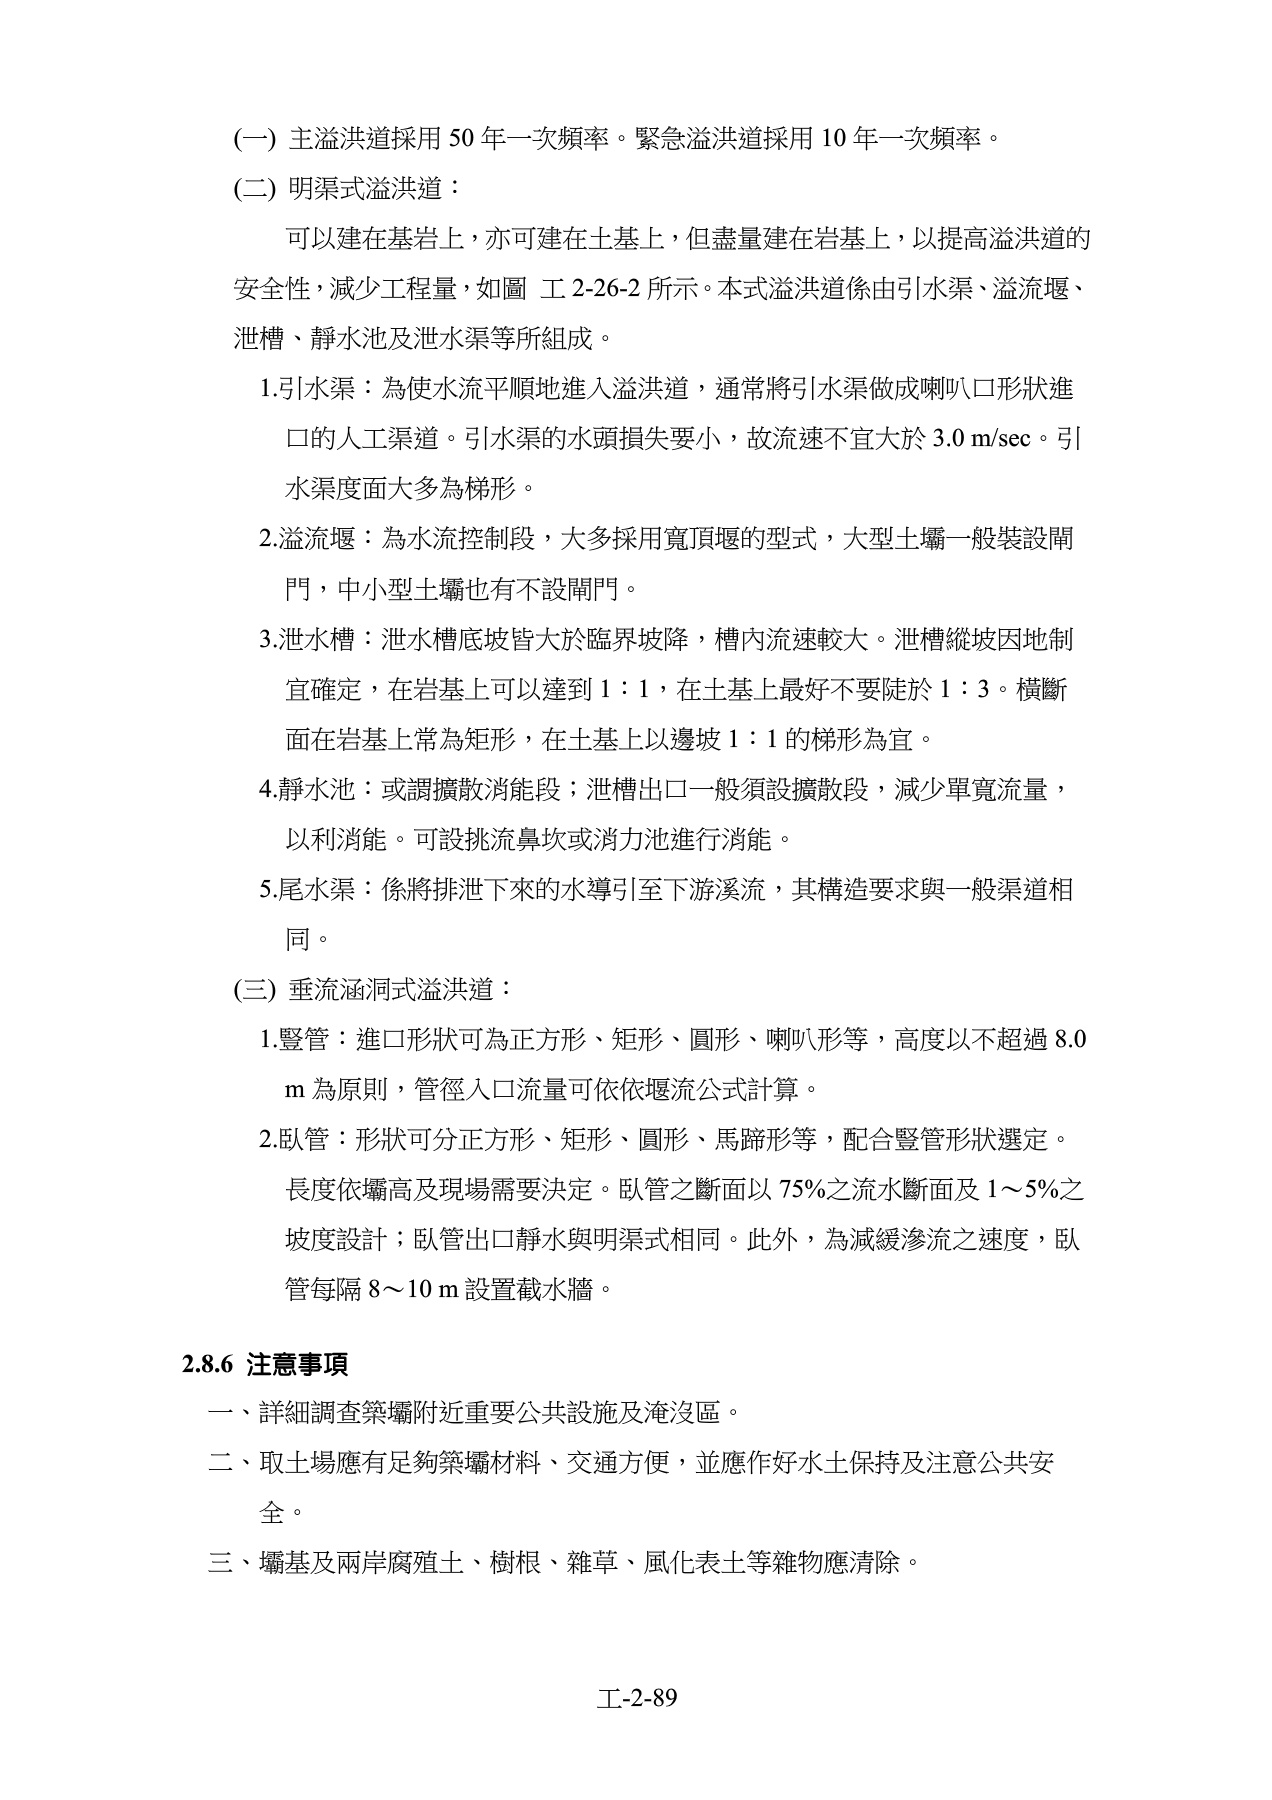 (一) 主溢洪道採用 50 年一次頻率。緊急溢洪道採用 10 年一次頻率。
(二) 明渠式溢洪道：
可以建在基岩上，亦可建在土基上，但盡量建在岩基上，以提高溢洪道的
安全性，減少工程量，如圖 工 2-26-2 所示。本式溢洪道係由引水渠、溢流堰、
泄槽、靜水池及泄水渠等所組成。
1.引水渠：為使水流平順地進入溢洪道，通常將引水渠做成喇叭口形狀進
口的人工渠道。引水渠的水頭損失要小，故流速不宜大於 3.0 m/sec。引
水渠度面大多為梯形。
2.溢流堰：為水流控制段，大多採用寬頂堰的型式，大型土壩一般裝設閘
門，中小型土壩也有不設閘門。
3.泄水槽：泄水槽底坡皆大於臨界坡降，槽內流速較大。泄槽縱坡因地制
宜確定，在岩基上可以達到 1：1，在土基上最好不要陡於 1：3。橫斷
面在岩基上常為矩形，在土基上以邊坡 1：1 的梯形為宜。
4.靜水池：或謂擴散消能段；泄槽出口一般須設擴散段，減少單寬流量，
以利消能。可設挑流鼻坎或消力池進行消能。
5.尾水渠：係將排泄下來的水導引至下游溪流，其構造要求與一般渠道相
同。
(三) 垂流涵洞式溢洪道：
1.豎管：進口形狀可為正方形、矩形、圓形、喇叭形等，高度以不超過 8.0
m 為原則，管徑入口流量可依依堰流公式計算。
2.臥管：形狀可分正方形、矩形、圓形、馬蹄形等，配合豎管形狀選定。
長度依壩高及現場需要決定。臥管之斷面以 75%之流水斷面及 1～5%之
坡度設計；臥管出口靜水與明渠式相同。此外，為減緩滲流之速度，臥
管每隔 8～10 m 設置截水牆。
2.8.6 注意事項
一、詳細調查築壩附近重要公共設施及淹沒區。
二、取土場應有足夠築壩材料、交通方便，並應作好水土保持及注意公共安
全。
三、壩基及兩岸腐殖土、樹根、雜草、風化表土等雜物應清除。
工-2-89